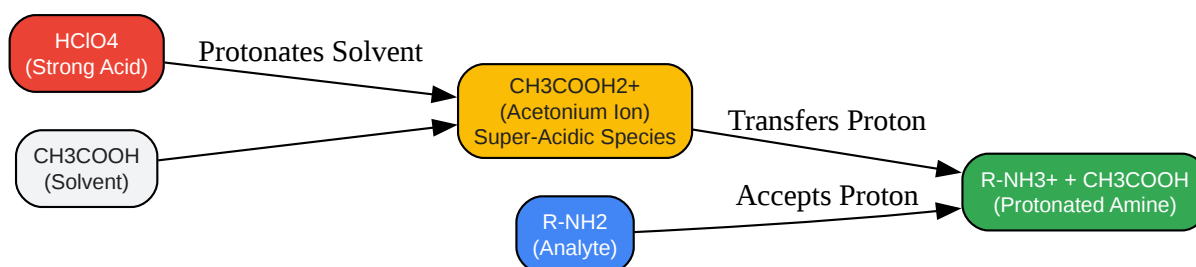 HClO4
(Strong Acid)
Protonates Solvent
CH3COOH
(Solvent)
CH3COOH2+
(Acetonium Ion)
Super-Acidic Species
Transfers Proton
R-NH2
(Analyte)
Accepts Proton
R-NH3+ + CH3COOH
(Protonated Amine)